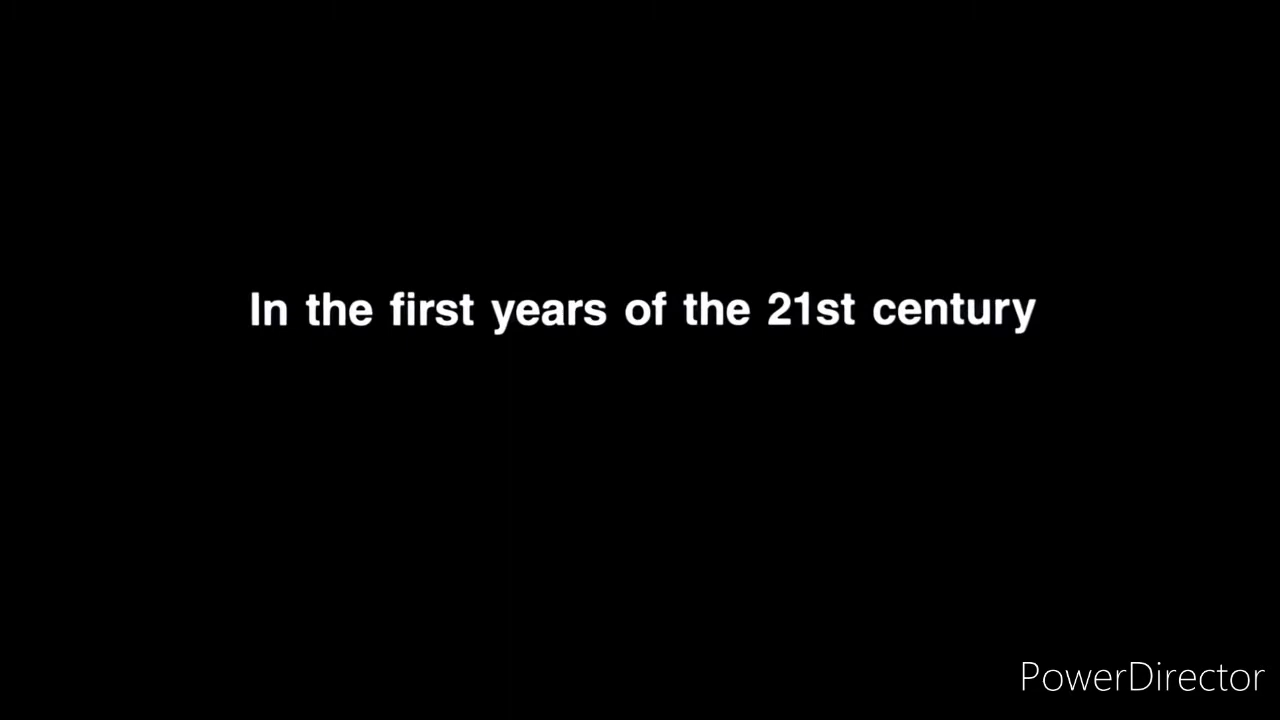 In the first years of the 21st century
PowerDirector